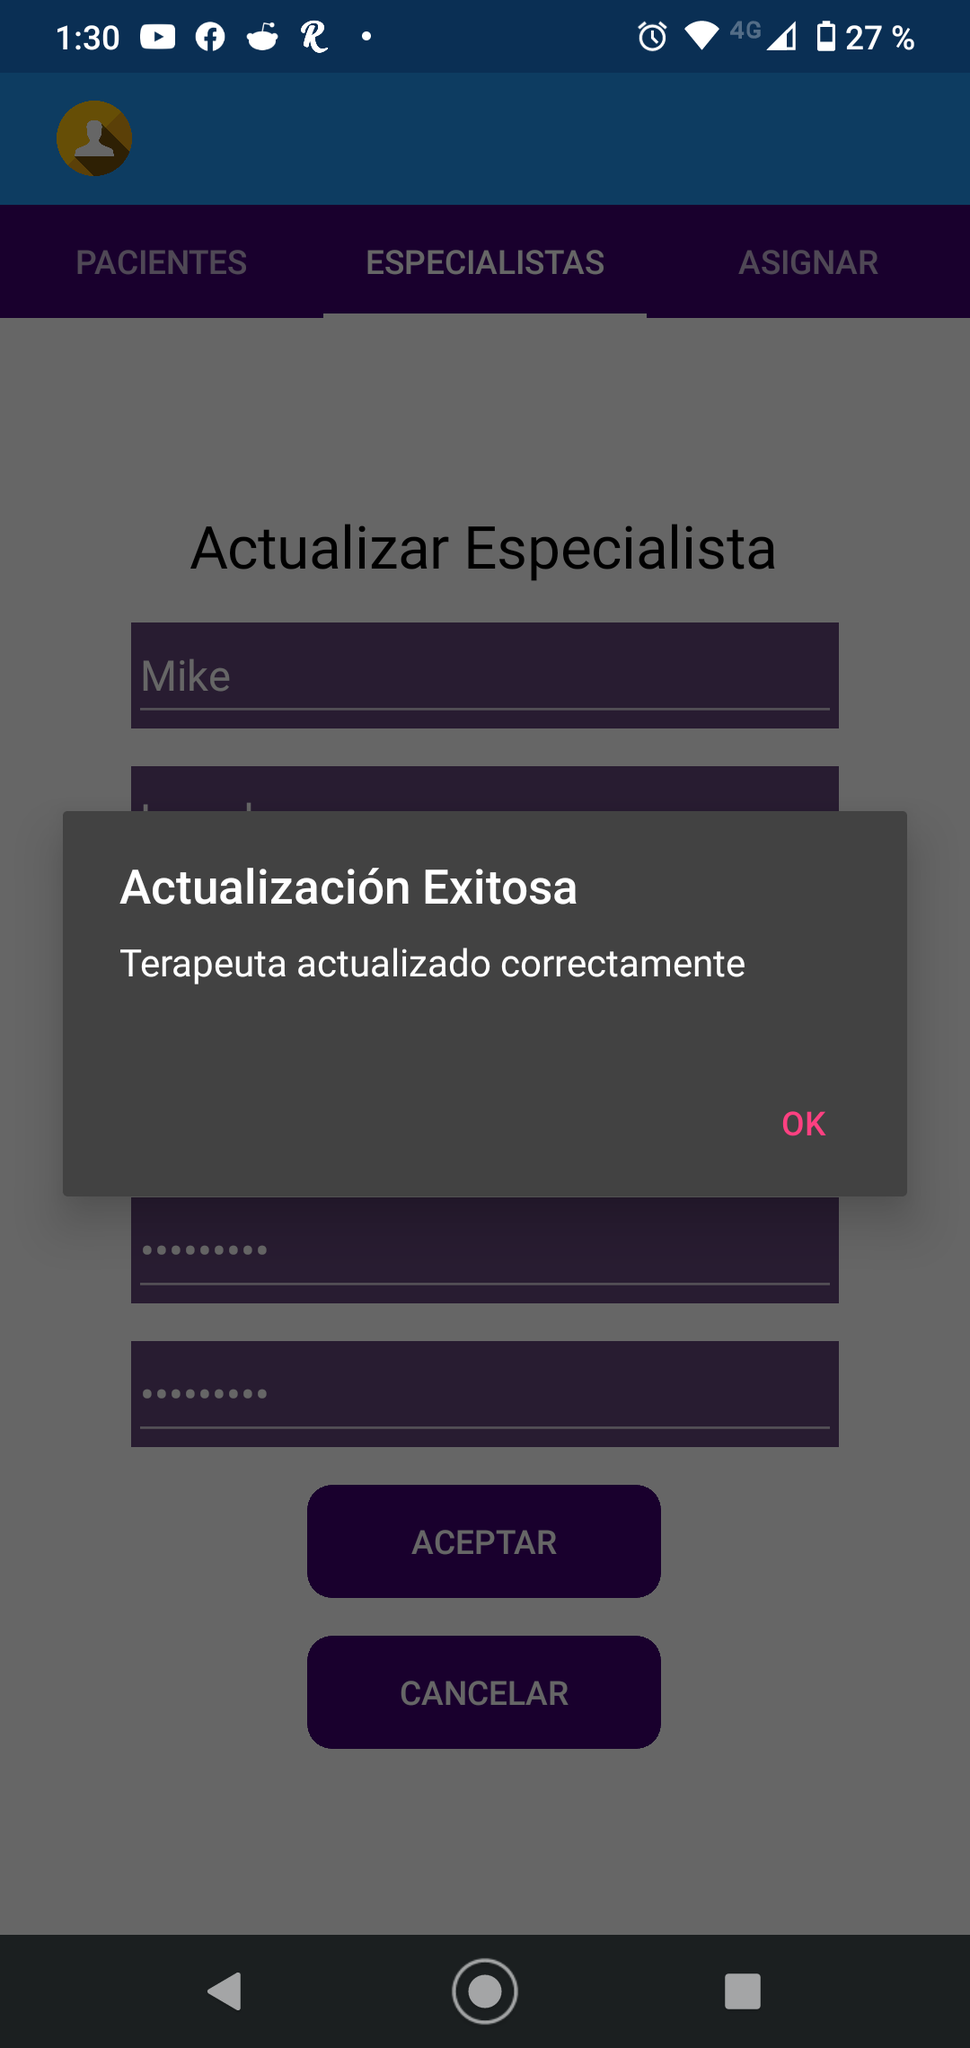 1:30 4G 27 %
PACIENTES ESPECIALISTAS ASIGNAR
Actualizar Especialista
Mike
Actualización Exitosa
Terapeuta actualizado correctamente
OK
•••••••••
•••••••••
ACEPTAR
CANCELAR